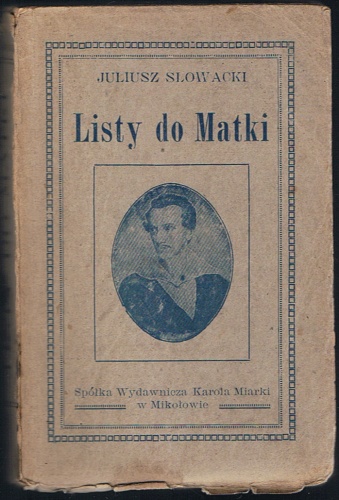 JULIUSZ SŁOWACKI
Listy do Matki
Spółka Wydawnicza Karola Miarki
w Mikołowie